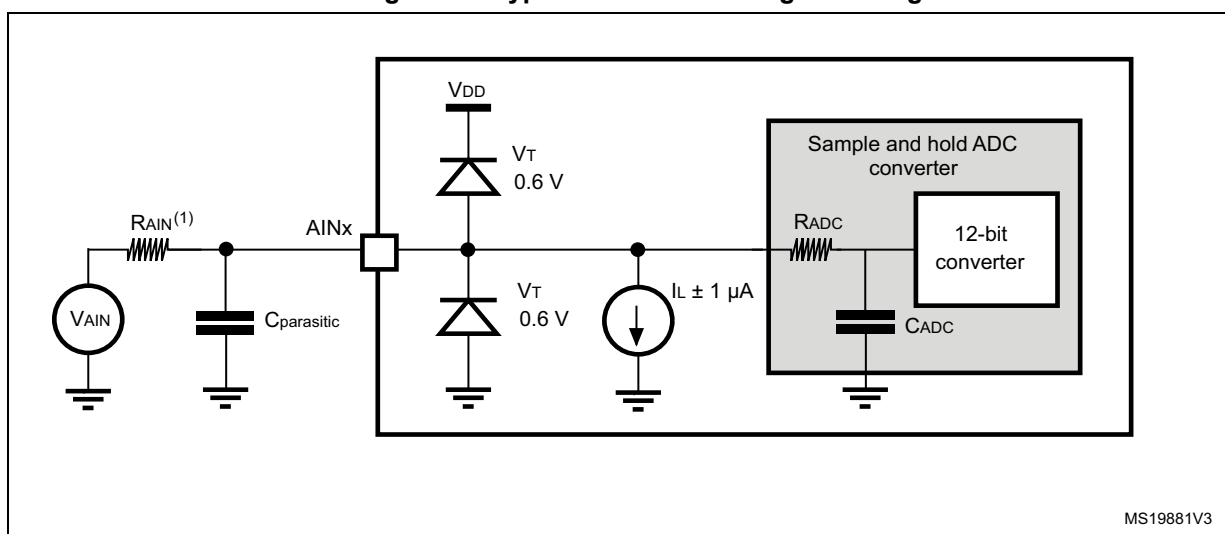 VDD
Sample and hold ADC
converter
VT
0.6 V
RAIN(1)
AINx
RADC
12-bit
converter
VT
0.6 V
IL ± 1 µA
VAIN
Cparasitic
CADC
MS19881V3